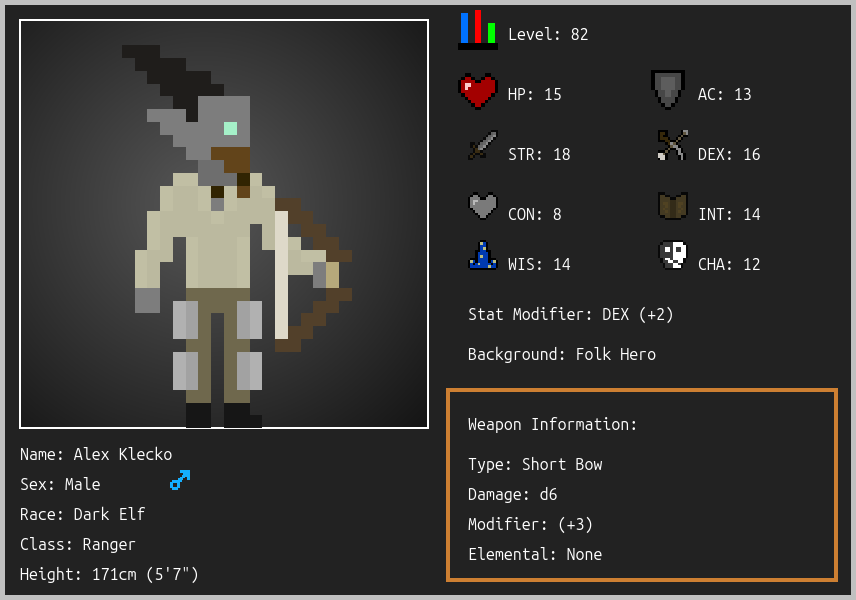 Level: 82
HP: 15
AC: 13
STR: 18
DEX: 16
CON: 8
INT: 14
WIS: 14
CHA: 12
Stat Modifier: DEX (+2)
Background: Folk Hero
Weapon Information:
Type: Short Bow
Damage: d6
Modifier: (+3)
Elemental: None
Name: Alex Klecko
Sex: Male
Race: Dark Elf
Class: Ranger
Height: 171cm (5'7")